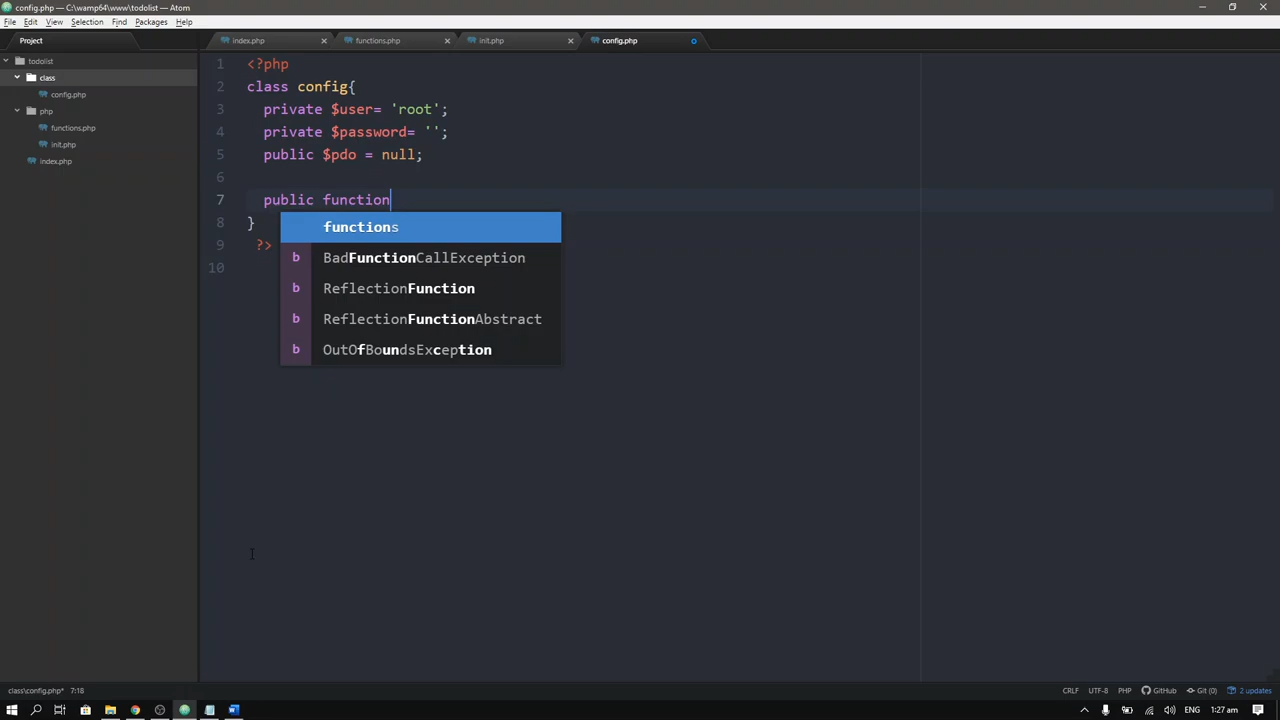 config.php — C:\wamp64\www\todolist — Atom
File Edit View Selection Find Packages Help
Project
index.php
functions.php
init.php
config.php
todolist
class
config.php
php
functions.php
init.php
index.php
1 <?php
2 class config{
3 private $user= 'root';
4 private $password= '';
5 public $pdo = null;
6
7 public function
8 }
9 ?>
10
functions
b BadFunctionCallException
b ReflectionFunction
b ReflectionFunctionAbstract
b OutOfBoundsException
class\config.php* 7:18
CRLF UTF-8 PHP GitHub Git (0) 2 updates
ENG 1:27 am